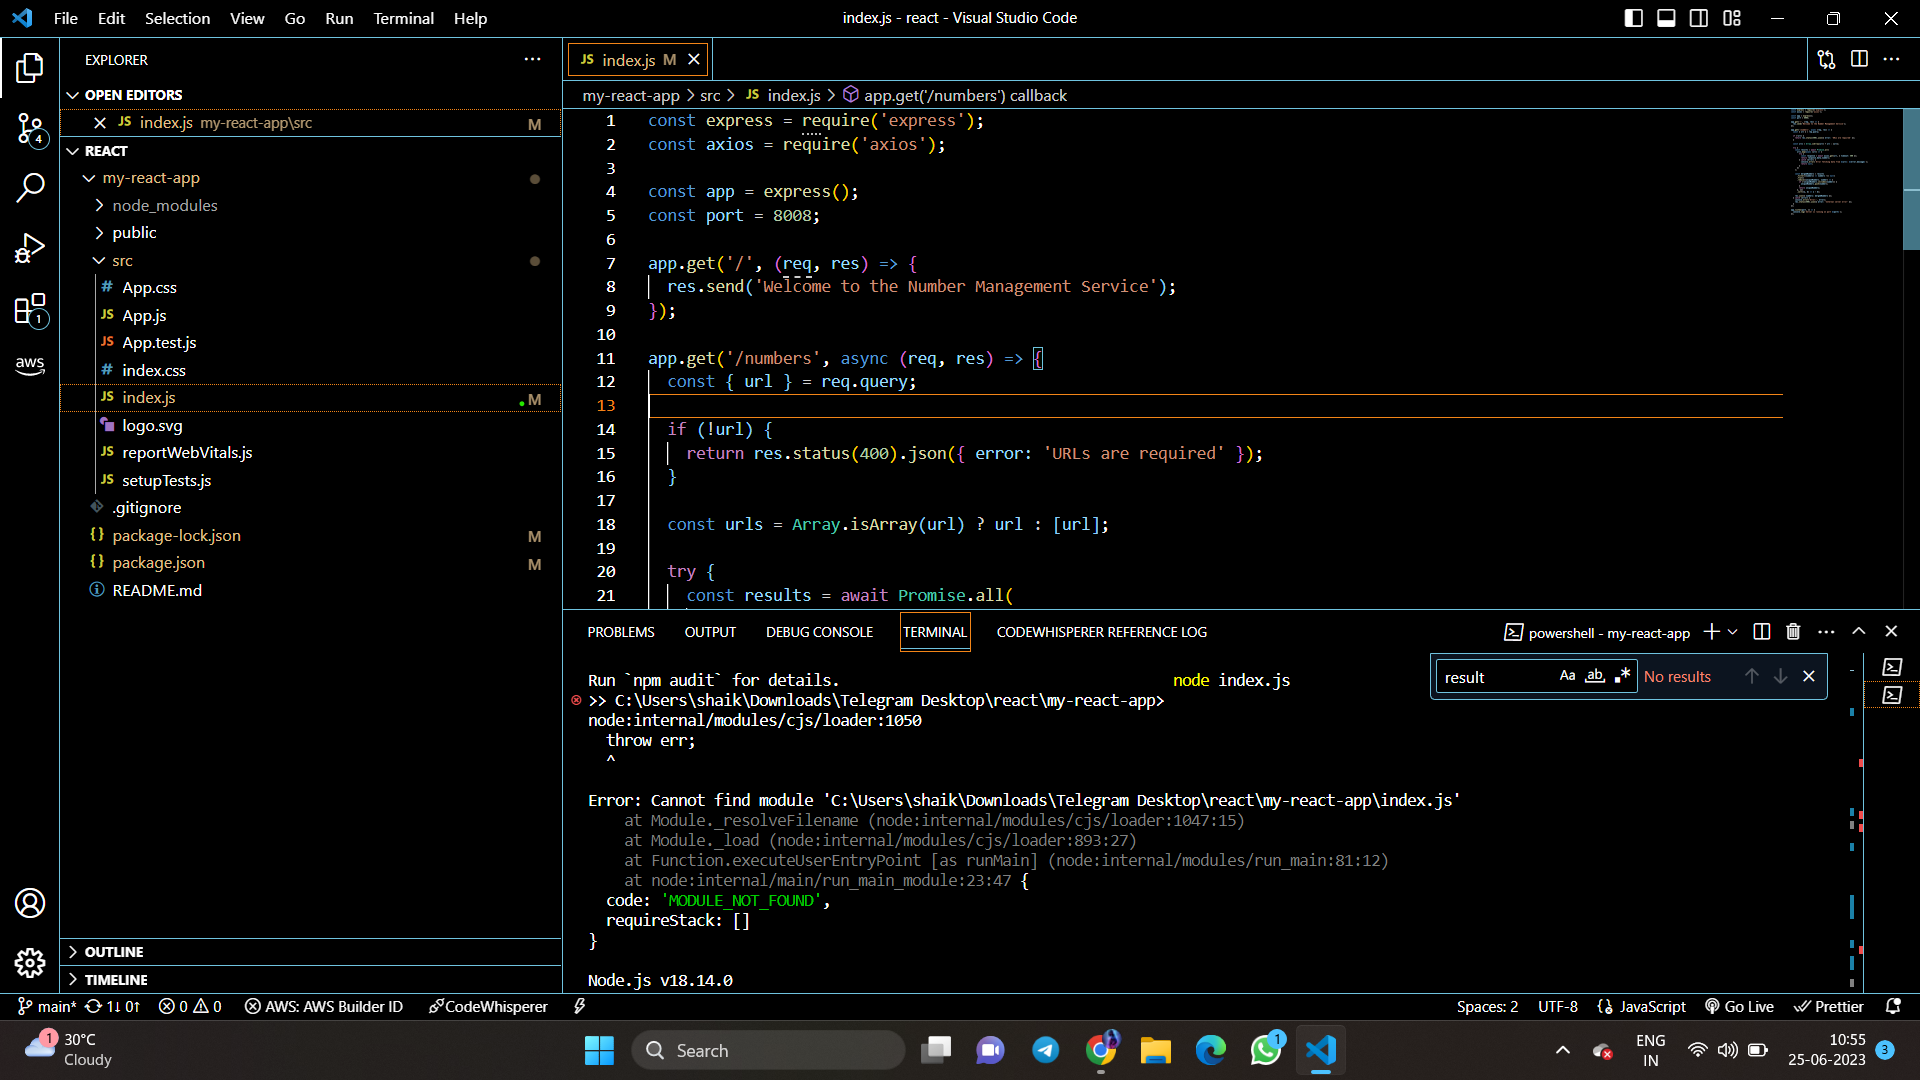 File Edit Selection View Go Run Terminal Help
index.js - react - Visual Studio Code
EXPLORER
OPEN EDITORS
JS index.js my-react-app\src M
REACT
my-react-app
node_modules
public
src
# App.css
JS App.js
JS App.test.js
# index.css
JS index.js M
logo.svg
JS reportWebVitals.js
JS setupTests.js
.gitignore
{} package-lock.json M
{} package.json M
README.md
OUTLINE
TIMELINE
4
1
aws
JS index.js M
my-react-app > src > JS index.js > app.get('/numbers') callback
1 const express = require('express');
2 const axios = require('axios');
3
4 const app = express();
5 const port = 8008;
6
7 app.get('/', (req, res) => {
8 res.send('Welcome to the Number Management Service');
9 });
10
11 app.get('/numbers', async (req, res) => {
12 const { url } = req.query;
13
14 if (!url) {
15 return res.status(400).json({ error: 'URLs are required' });
16 }
17
18 const urls = Array.isArray(url) ? url : [url];
19
20 try {
21 const results = await Promise.all(
PROBLEMS OUTPUT DEBUG CONSOLE TERMINAL CODEWHISPERER REFERENCE LOG
powershell - my-react-app
result Aa ab No results
Run `npm audit` for details. node index.js
>> C:\Users\shaik\Downloads\Telegram Desktop\react\my-react-app>
node:internal/modules/cjs/loader:1050
throw err;
^
Error: Cannot find module 'C:\Users\shaik\Downloads\Telegram Desktop\react\my-react-app\index.js'
at Module._resolveFilename (node:internal/modules/cjs/loader:1047:15)
at Module._load (node:internal/modules/cjs/loader:893:27)
at Function.executeUserEntryPoint [as runMain] (node:internal/modules/run_main:81:12)
at node:internal/main/run_main_module:23:47 {
code: 'MODULE_NOT_FOUND',
requireStack: []
}
Node.js v18.14.0
main* 1↓ 0↑ 0 0 AWS: AWS Builder ID CodeWhisperer
Spaces: 2 UTF-8 {} JavaScript Go Live Prettier
1
30°C
Cloudy
Search
1
ENG
IN
10:55
25-06-2023
3